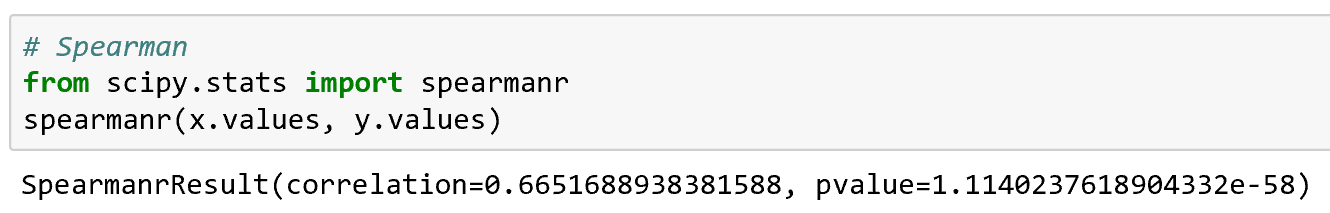 # Spearman
from scipy.stats import spearmanr
spearmanr(x.values, y.values)
SpearmanrResult(correlation=0.6651688938381588, pvalue=1.1140237618904332e-58)